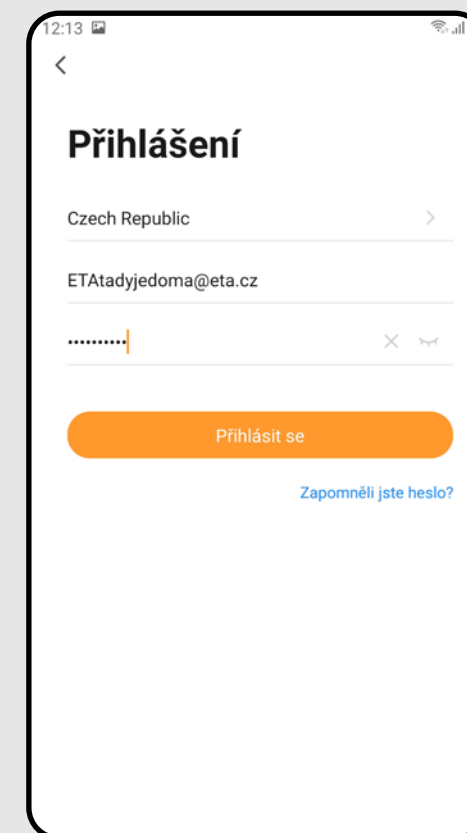 12:13
Přihlášení
Czech Republic
ETAtadyjedoma@eta.cz
••••••••••
Přihlásit se
Zapomněli jste heslo?